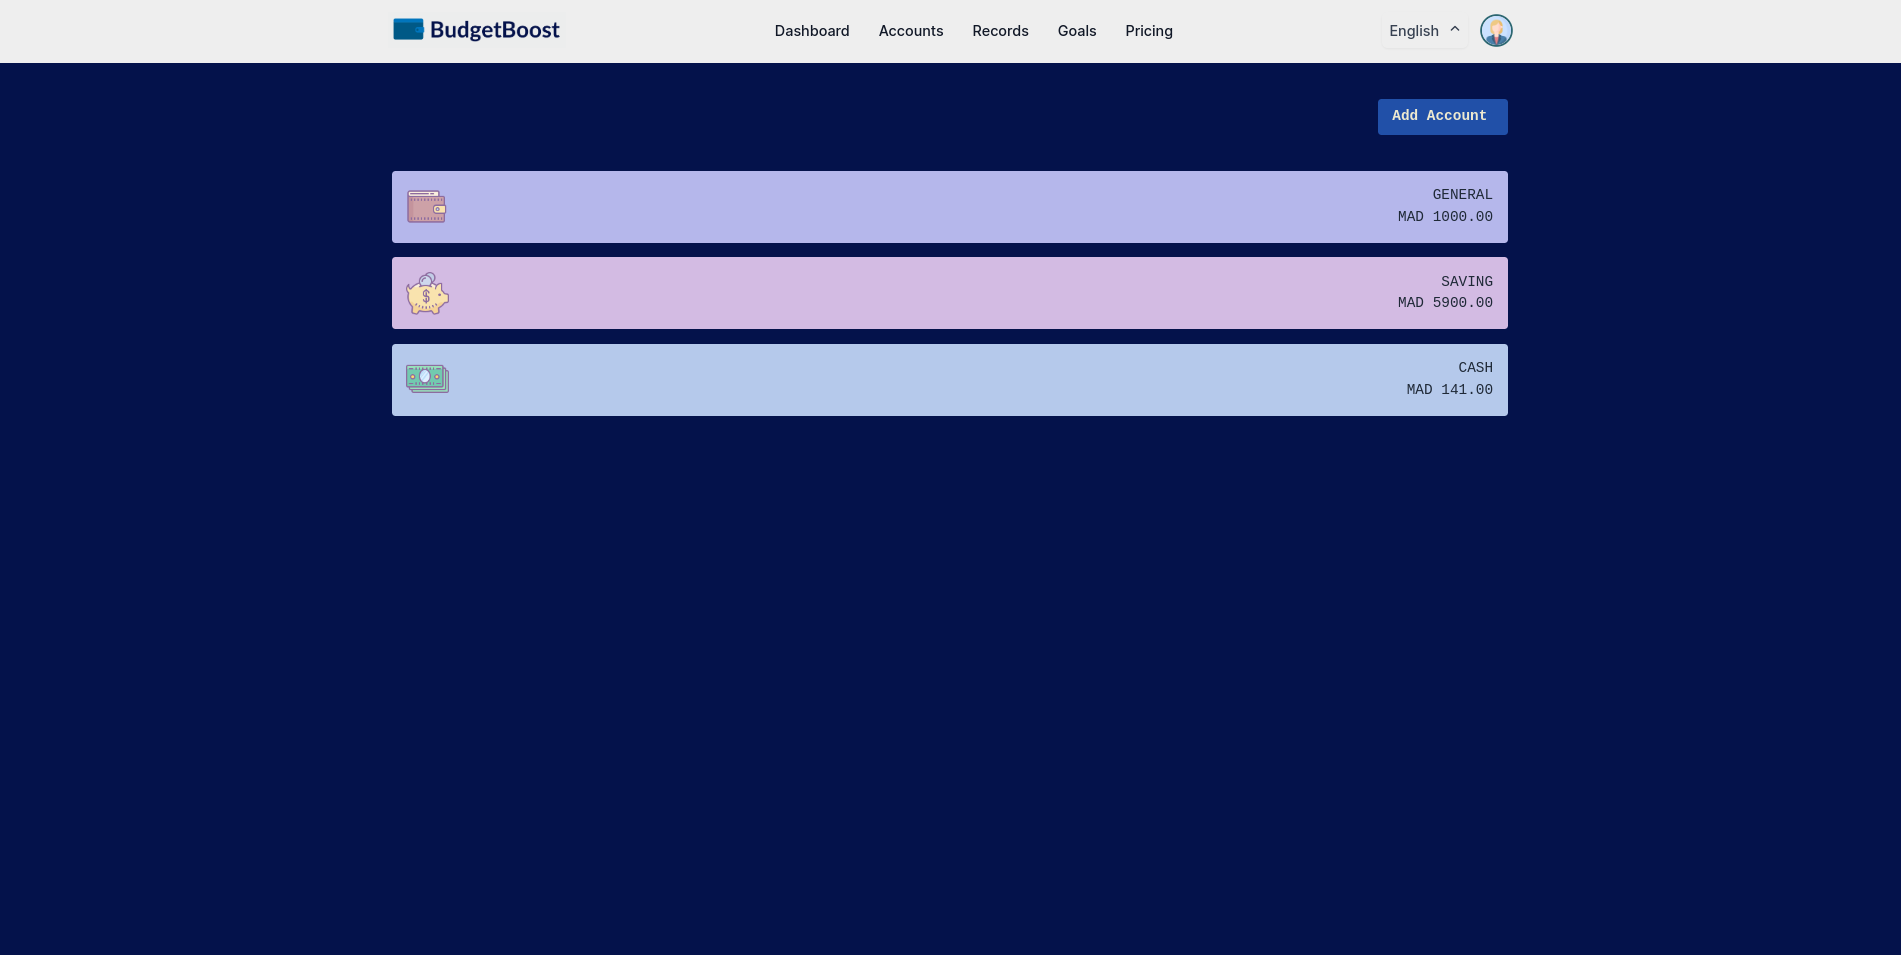 BudgetBoost
Dashboard Accounts Records Goals Pricing
English
Add Account
GENERAL
MAD 1000.00
$
SAVING
MAD 5900.00
CASH
MAD 141.00